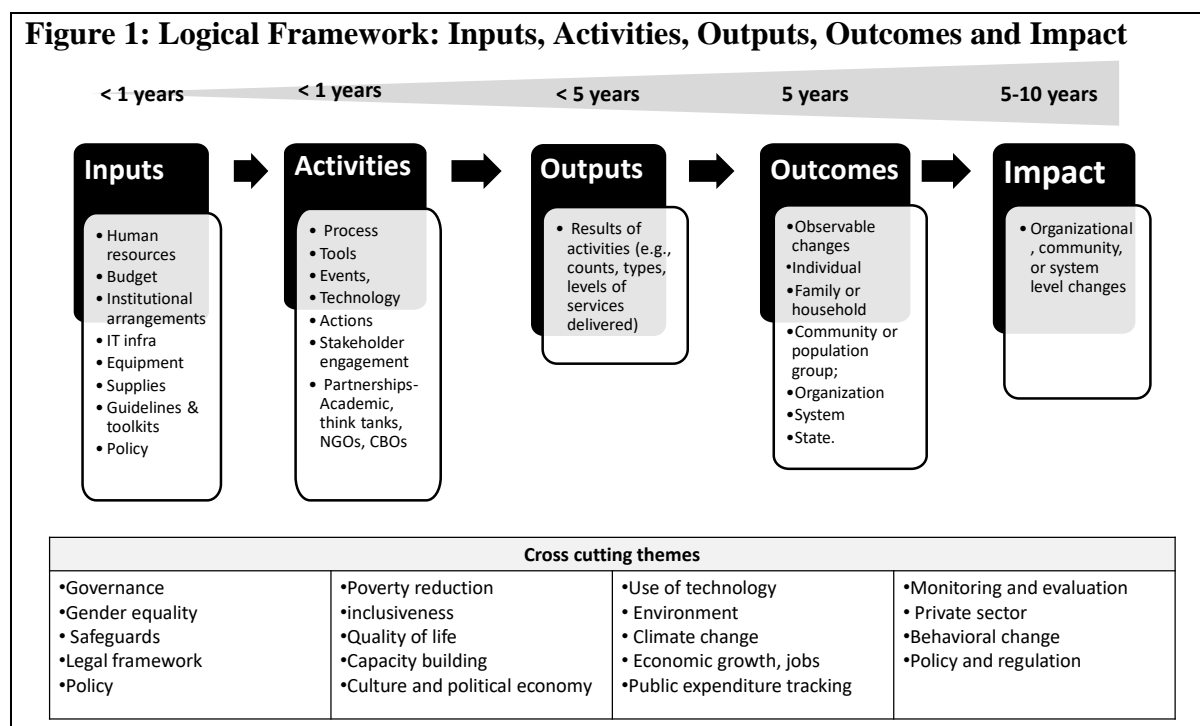 Figure 1: Logical Framework: Inputs, Activities, Outputs, Outcomes and Impact
< 1 years
< 1 years
< 5 years
5 years
5-10 years
Inputs
• Human
resources
• Budget
• Institutional
arrangements
• IT infra
• Equipment
• Supplies
• Guidelines &
toolkits
• Policy
Activities
• Process
• Tools
• Events,
• Technology
• Actions
• Stakeholder
engagement
• Partnerships-
Academic,
think tanks,
NGOs, CBOs
Outputs
• Results of
activities (e.g.,
counts, types,
levels of
services
delivered)
Outcomes
•Observable
changes
•Individual
•Family or
household
•Community or
population
group;
•Organization
•System
•State.
Impact
• Organizational
, community,
or system
level changes
Cross cutting themes
•Governance
•Gender equality
• Safeguards
•Legal framework
•Policy
•Poverty reduction
•inclusiveness
•Quality of life
•Capacity building
•Culture and political economy
•Use of technology
• Environment
• Climate change
• Economic growth, jobs
•Public expenditure tracking
•Monitoring and evaluation
• Private sector
•Behavioral change
•Policy and regulation